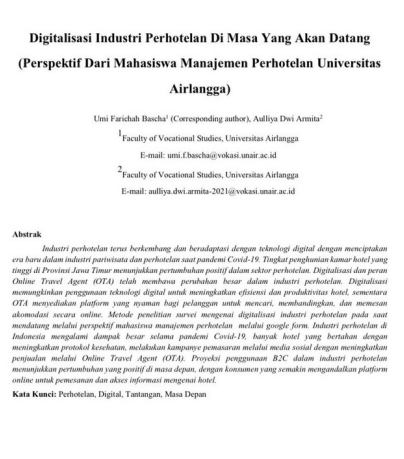 Digitalisasi Industri Perhotelan Di Masa Yang Akan Datang
(Perspektif Dari Mahasiswa Manajemen Perhotelan Universitas
Airlangga)
Umi Farichah Bascha¹ (Corresponding author), Aulliya Dwi Armita²
¹Faculty of Vocational Studies, Universitas Airlangga
E-mail: umi.f.bascha@vokasi.unair.ac.id
²Faculty of Vocational Studies, Universitas Airlangga
E-mail: aulliya.dwi.armita-2021@vokasi.unair.ac.id
Abstrak
Industri perhotelan terus berkembang dan beradaptasi dengan teknologi digital dengan menciptakan
era baru dalam industri pariwisata dan perhotelan saat pandemi Covid-19. Tingkat penghunian kamar hotel yang
tinggi di Provinsi Jawa Timur menunjukkan pertumbuhan positif dalam sektor perhotelan. Digitalisasi dan peran
Online Travel Agent (OTA) telah membawa perubahan besar dalam industri perhotelan. Digitalisasi
memungkinkan penggunaan teknologi digital untuk meningkatkan efisiensi dan produktivitas hotel, sementara
OTA menyediakan platform yang nyaman bagi pelanggan untuk mencari, membandingkan, dan memesan
akomodasi secara online. Metode penelitian survey mengenai digitalisasi industri perhotelan pada saat
mendatang melalui perspektif mahasiswa manajemen perhotelan melalui google form. Industri perhotelan di
Indonesia mengalami dampak besar selama pandemi Covid-19, banyak hotel yang bertahan dengan
meningkatkan protokol kesehatan, melakukan kampanye pemasaran melalui media sosial dengan meningkatkan
penjualan melalui Online Travel Agent (OTA). Proyeksi penggunaan B2C dalam industri perhotelan
menunjukkan pertumbuhan yang positif di masa depan, dengan konsumen yang semakin mengandalkan platform
online untuk pemesanan dan akses informasi mengenai hotel.
Kata Kunci: Perhotelan, Digital, Tantangan, Masa Depan